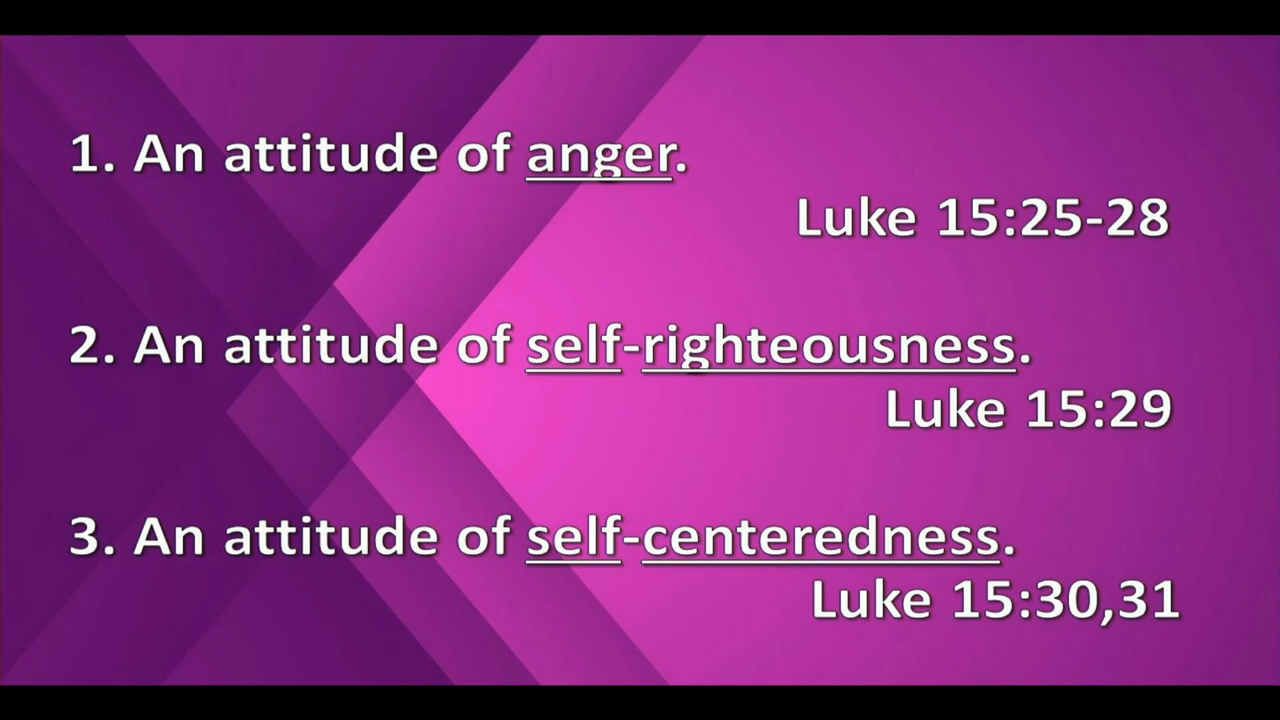 1. An attitude of anger.
Luke 15:25-28
2. An attitude of self-righteousness.
Luke 15:29
3. An attitude of self-centeredness.
Luke 15:30,31